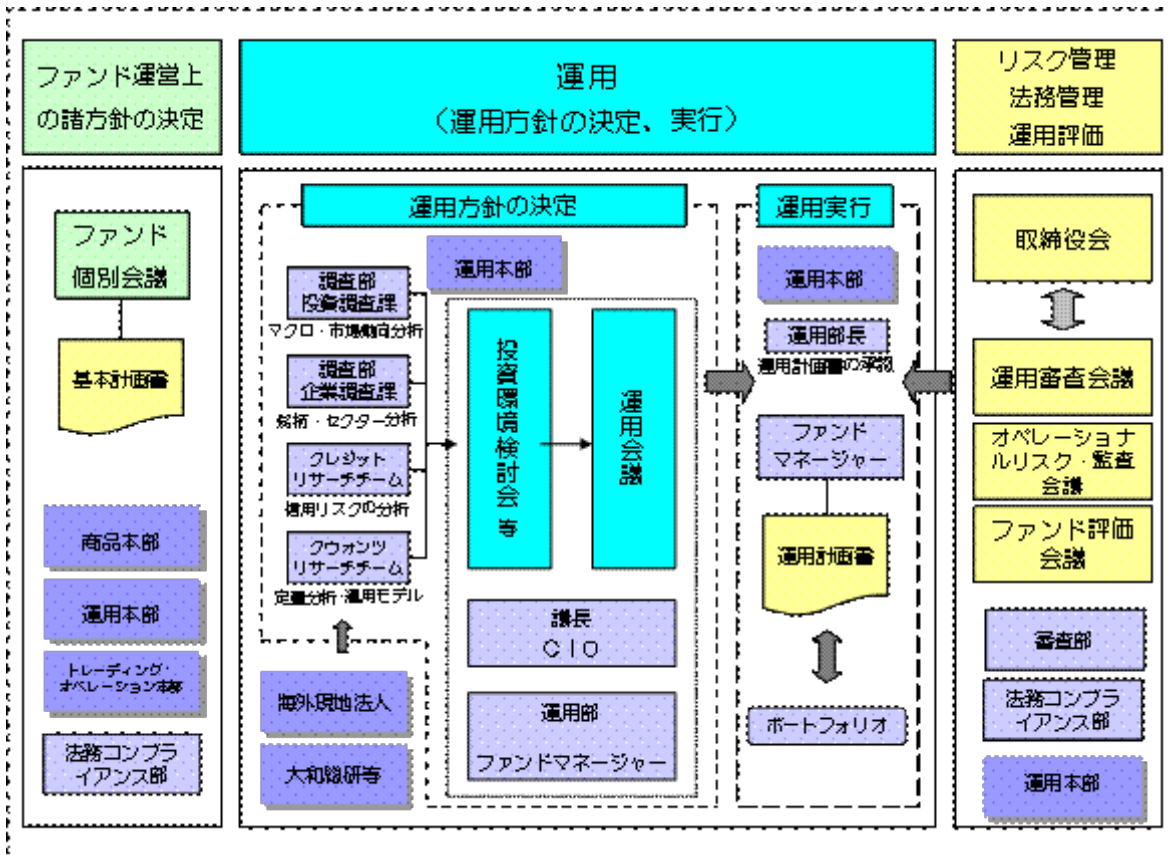 ファンド運営上
の諸方針の決定
運用
（運用方針の決定、実行）
リスク管理
法務管理
運用評価
ファンド
個別会議
基本計画書
商品本部
運用本部
トレーディング・
オペレーション本部
法務コンプラ
イアンス部
運用方針の決定
運用本部
調査部
投資調査課
マクロ・市場動向分析
調査部
企業調査課
銘柄・セクター分析
クレジット
リサーチチーム
信用リスクの分析
クウォンツ
リサーチチーム
定量分析・運用モデル
海外現地法人
大和総研等
投資環境検討会 等
運用会議
議長
ＣＩＯ
運用部
ファンドマネージャー
運用実行
運用本部
運用部長
運用計画書の承認
ファンド
マネージャー
運用計画書
ポートフォリオ
取締役会
運用審査会議
オペレーショナ
ルリスク・監査
会議
ファンド評価
会議
審査部
法務コンプラ
イアンス部
運用本部